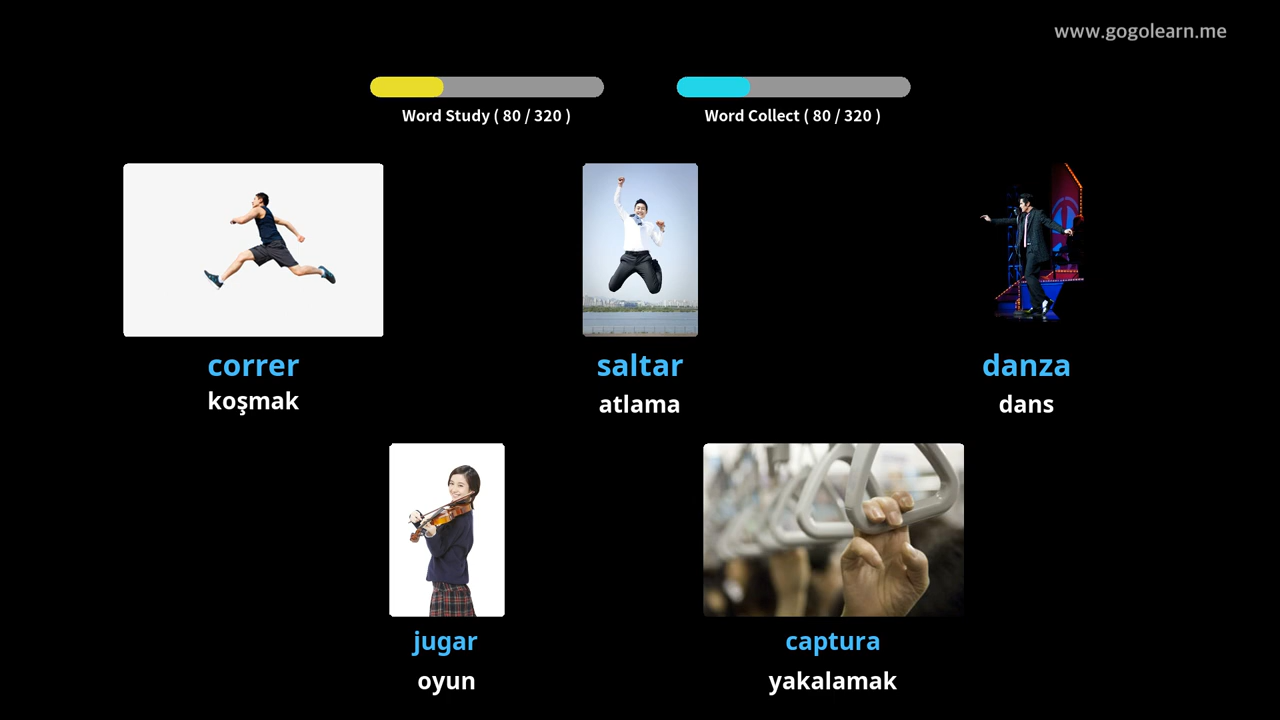 www.gogolearn.me
Word Study ( 80 / 320 )
Word Collect ( 80 / 320 )
correr
koşmak
saltar
atlama
danza
dans
jugar
oyun
captura
yakalamak